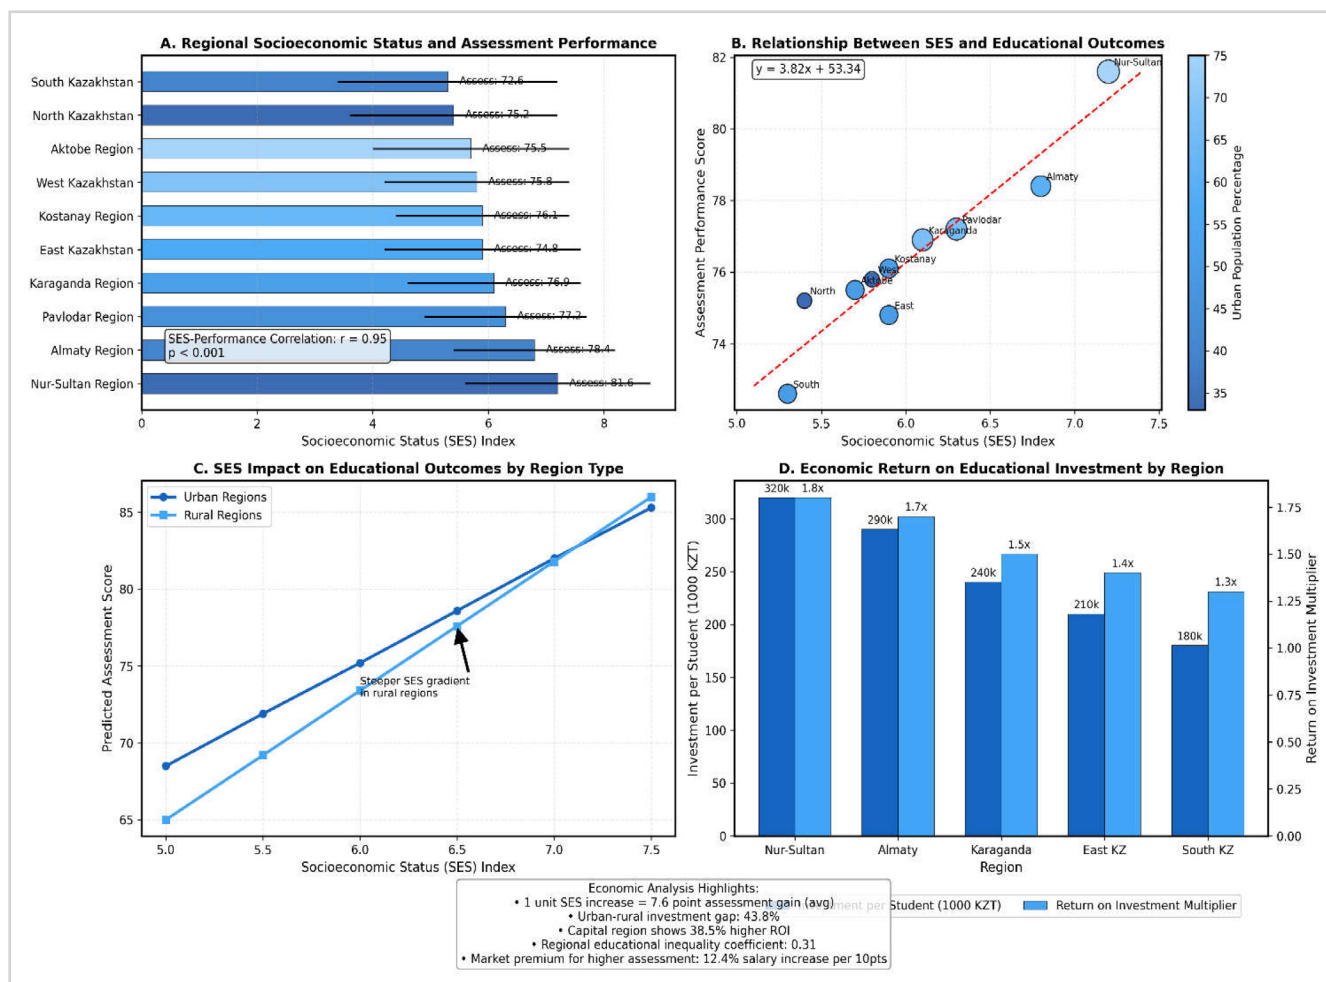 A. Regional Socioeconomic Status and Assessment Performance
South Kazakhstan
North Kazakhstan
Aktobe Region
West Kazakhstan
Kostanay Region
East Kazakhstan
Karaganda Region
Pavlodar Region
Almaty Region
Nur-Sultan Region
Assess: 72.6
Assess: 75.2
Assess: 75.5
Assess: 75.8
Assess: 76.1
Assess: 74.8
Assess: 76.9
Assess: 77.2
Assess: 78.4
Assess: 81.6
SES-Performance Correlation: r = 0.95
p < 0.001
0 2 4 6 8
Socioeconomic Status (SES) Index
B. Relationship Between SES and Educational Outcomes
y = 3.82x + 53.34
Assessment Performance Score
82
80
78
76
74
Nur-Sultan
Almaty
Pavlodar
Karaganda
Kostanay
West
Aktobe
North
East
South
5.0 5.5 6.0 6.5 7.0 7.5
Socioeconomic Status (SES) Index
75
70
65
60
55
50
45
40
35
Urban Population Percentage
C. SES Impact on Educational Outcomes by Region Type
Urban Regions
Rural Regions
Predicted Assessment Score
85
80
75
70
65
Steeper SES gradient
in rural regions
5.0 5.5 6.0 6.5 7.0 7.5
Socioeconomic Status (SES) Index
D. Economic Return on Educational Investment by Region
Investment per Student (1000 KZT)
300
250
200
150
100
50
0
320k 1.8x
290k 1.7x
240k 1.5x
210k 1.4x
180k 1.3x
1.75
1.50
1.25
1.00
0.75
0.50
0.25
0.00
Return on Investment Multiplier
Nur-Sultan Almaty Karaganda East KZ South KZ
Region
Investment per Student (1000 KZT) Return on Investment Multiplier
Economic Analysis Highlights:
• 1 unit SES increase = 7.6 point assessment gain (avg)
• Urban-rural investment gap: 43.8%
• Capital region shows 38.5% higher ROI
• Regional educational inequality coefficient: 0.31
• Market premium for higher assessment: 12.4% salary increase per 10pts